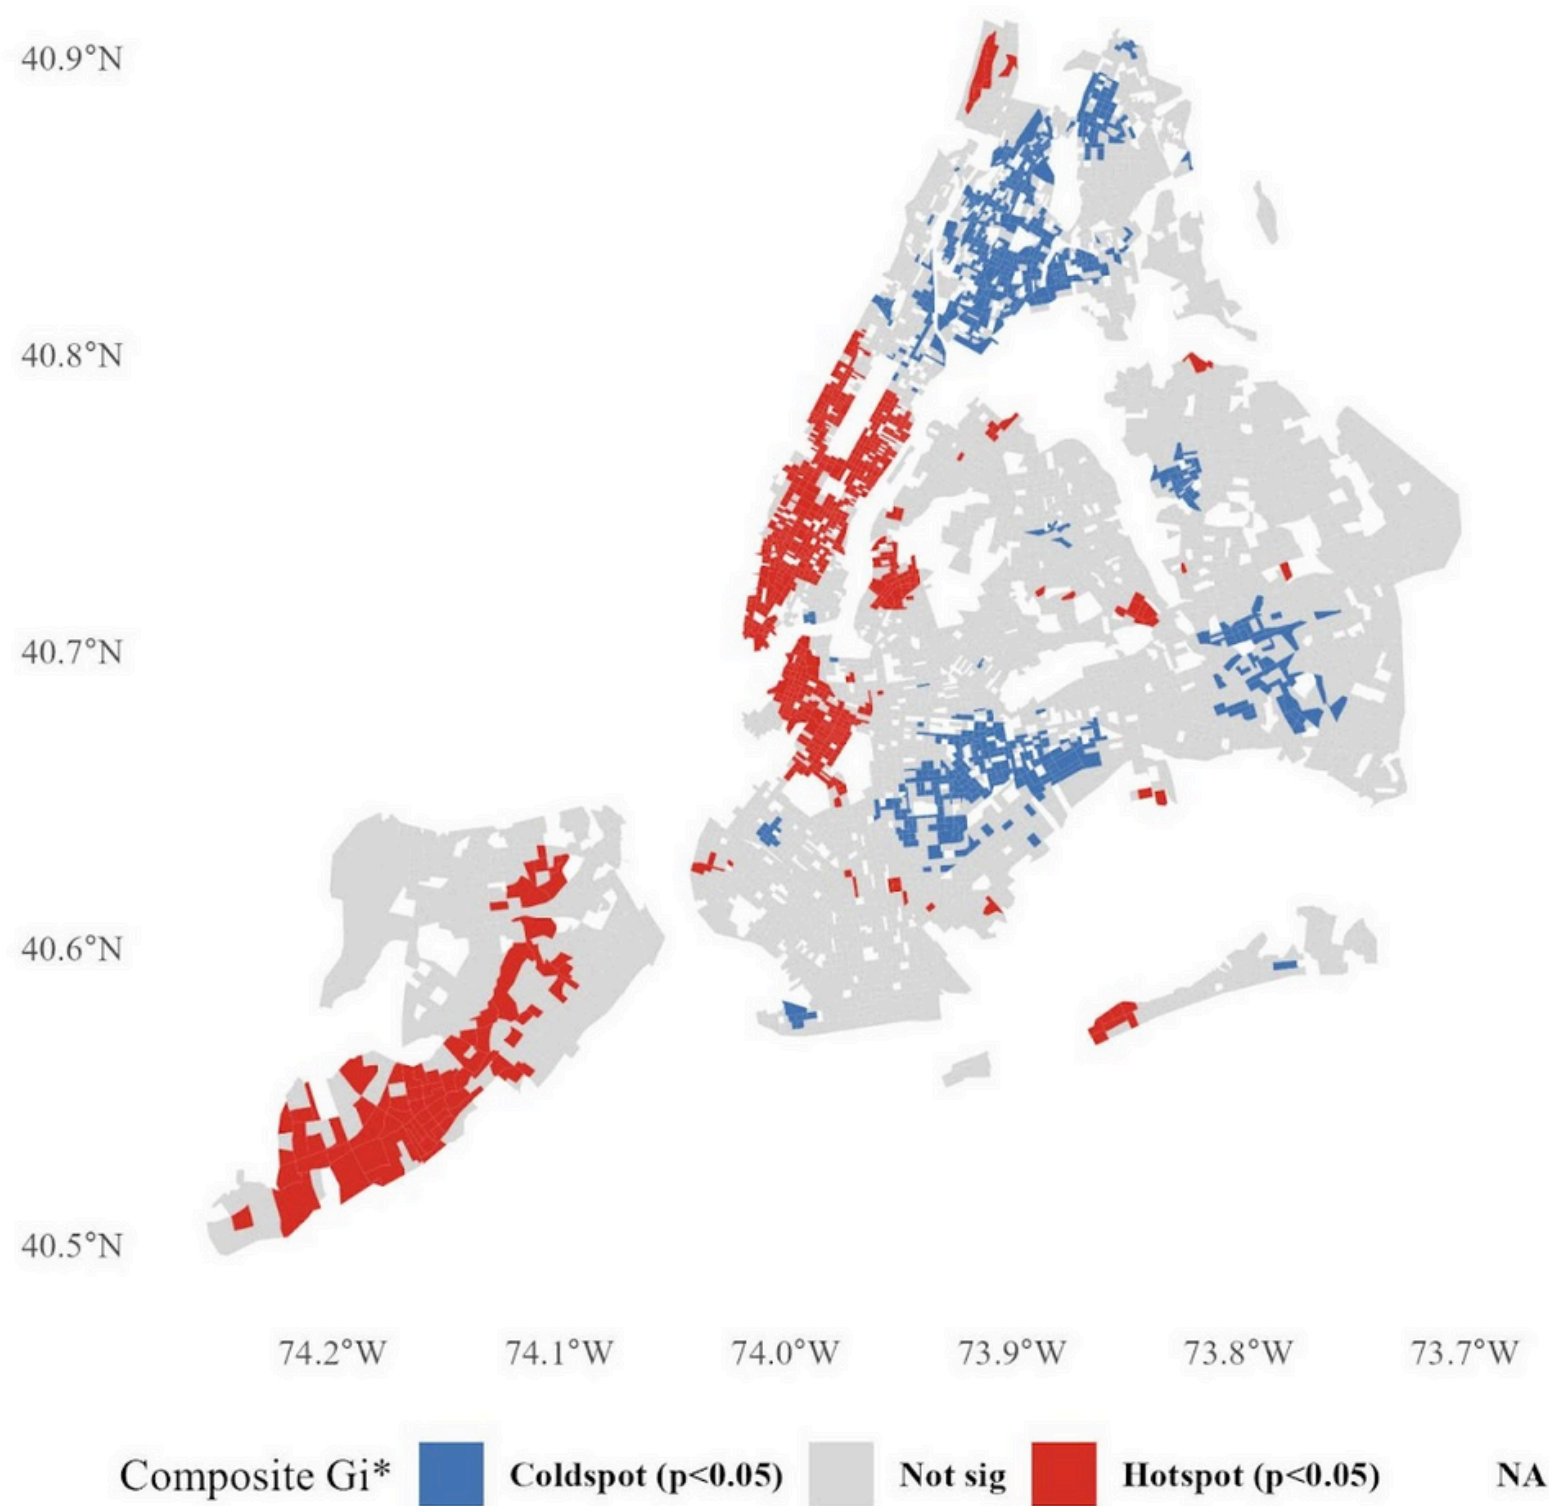 40.9°N
40.8°N
40.7°N
40.6°N
40.5°N
74.2°W 74.1°W 74.0°W 73.9°W 73.8°W 73.7°W
Composite Gi* Coldspot (p<0.05) Not sig Hotspot (p<0.05) NA